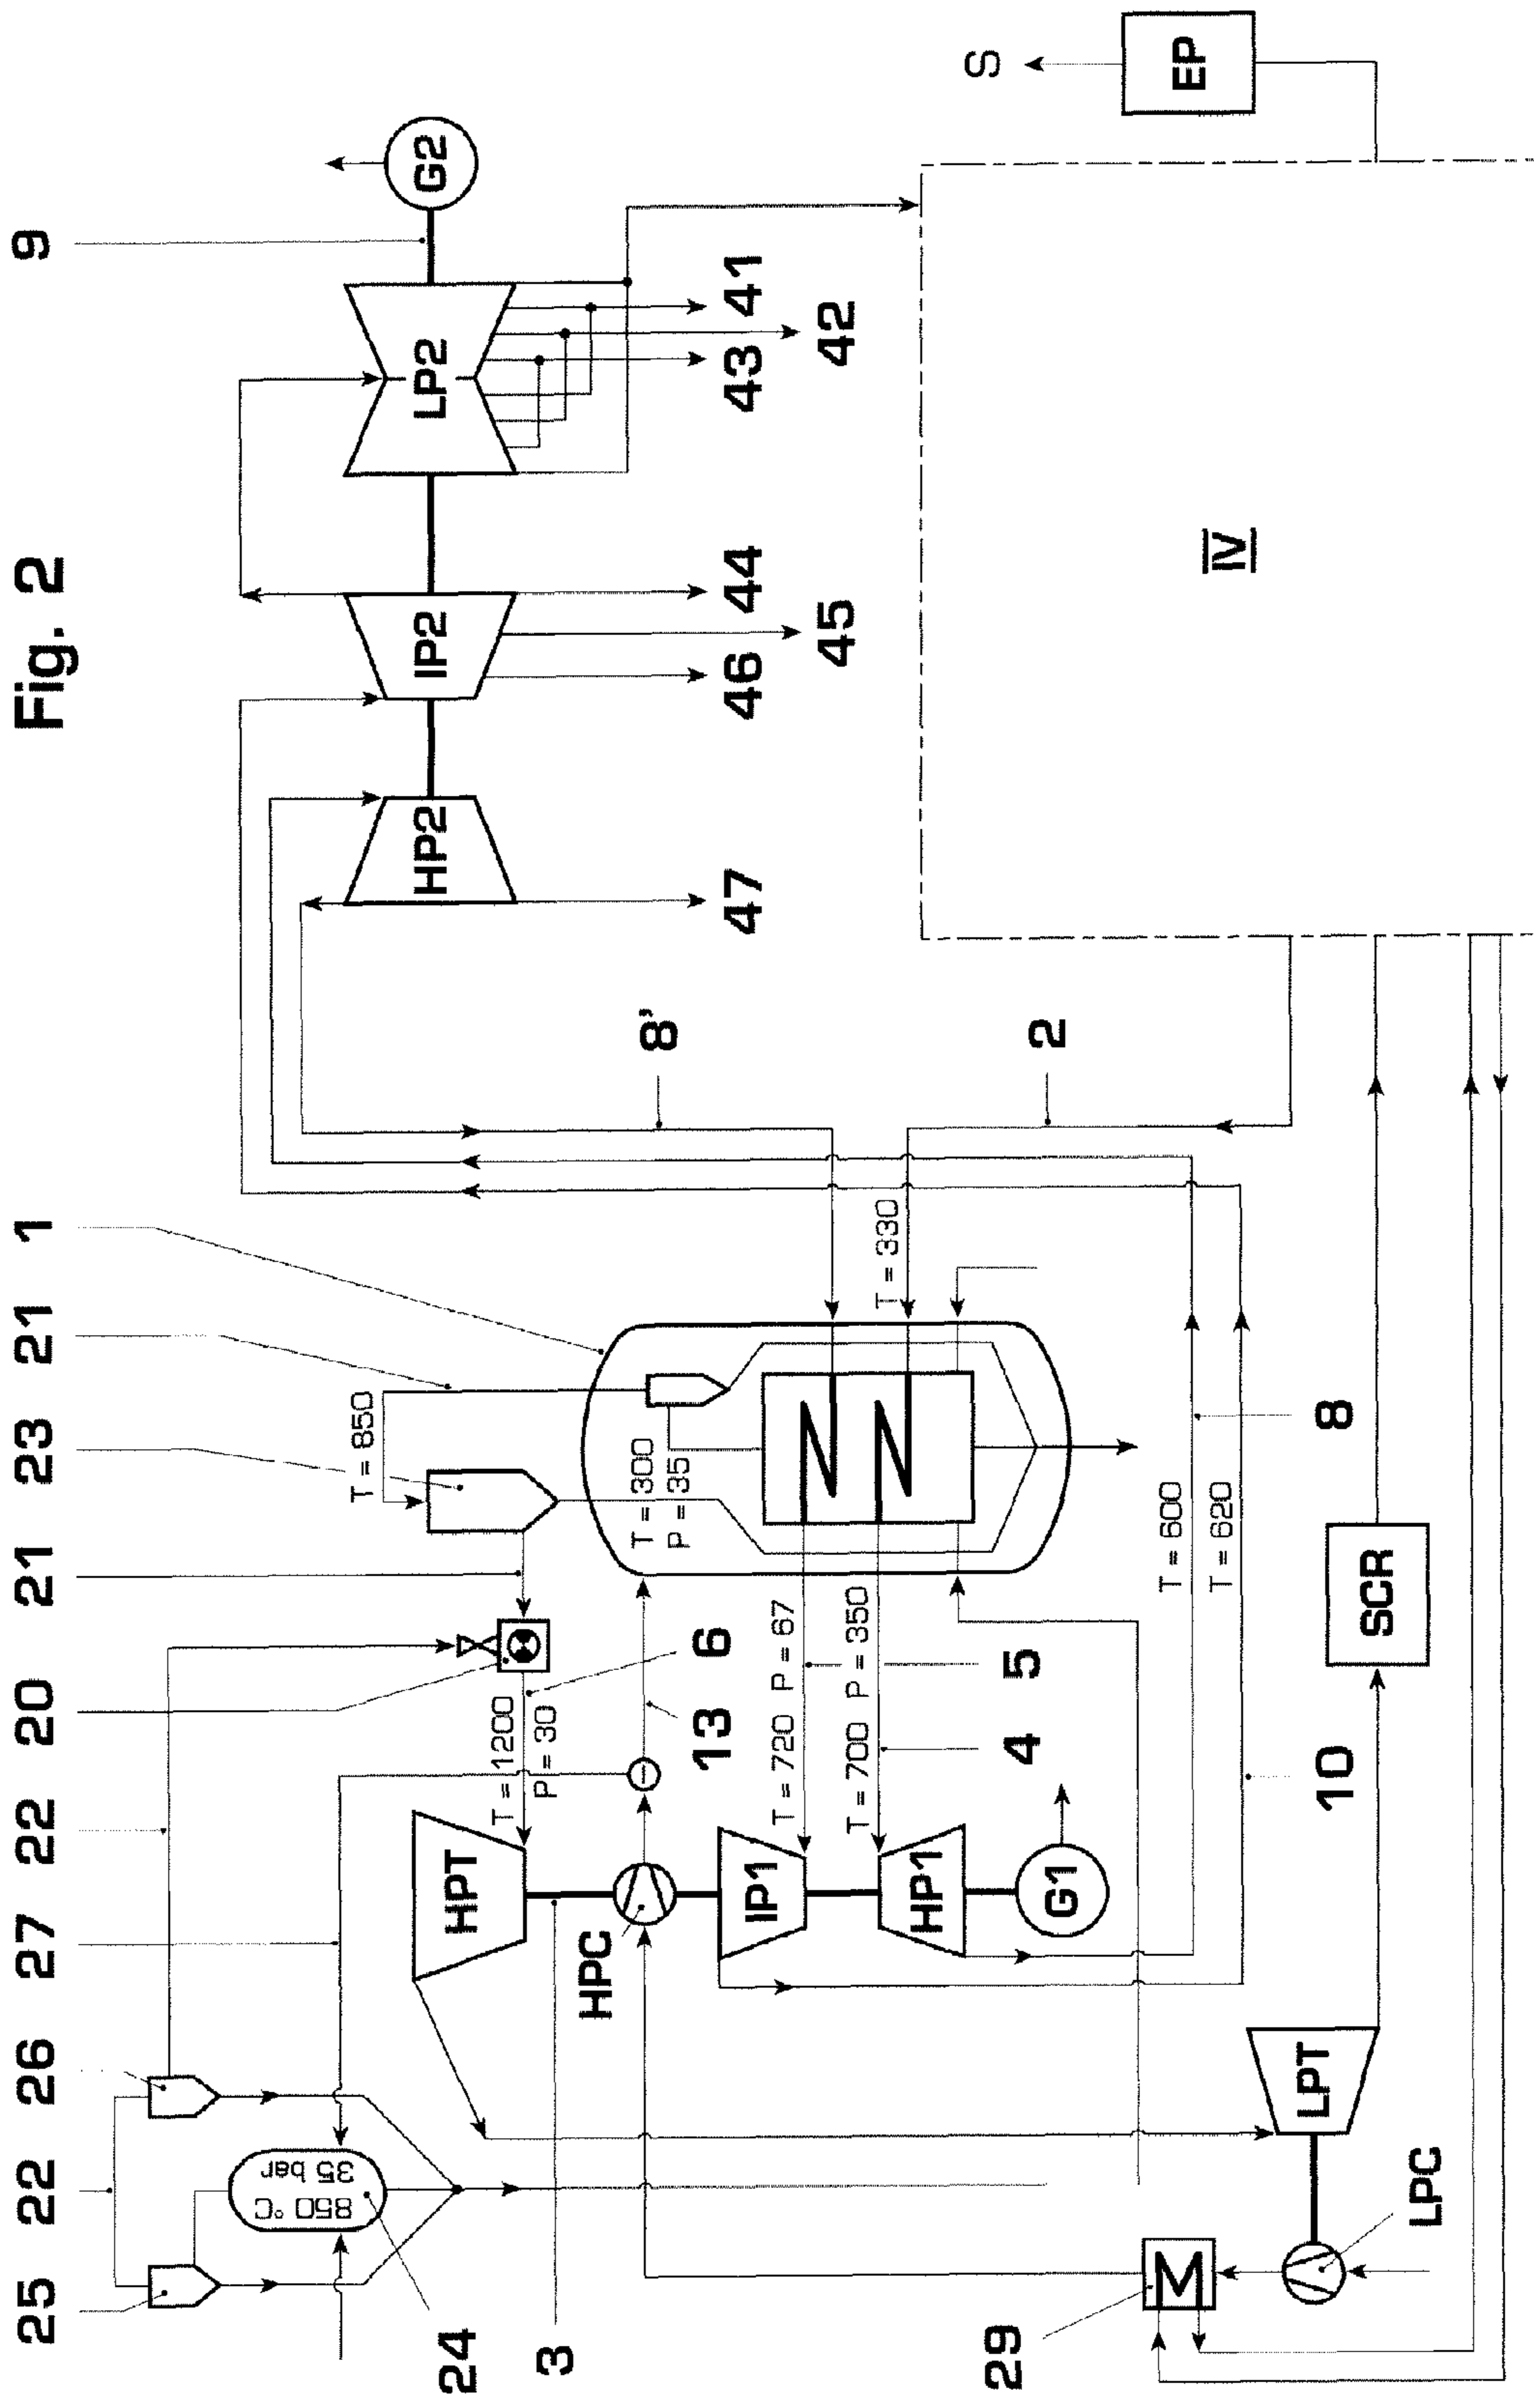 Fig. 2
25
22
26
27
22
20
21
23
21
1
9
850 °C
35 bar
24
3
HPT
HPC
T = 1200
P = 30
6
13
T = 850
T = 300
P = 35
IP1
HP1
G1
T = 720 P = 67
T = 700 P = 350
5
4
T = 330
8'
2
HP2
IP2
LP2
G2
47
46
45
44
43
42
41
T = 600
T = 620
8
10
29
LPC
LPT
SCR
IV
EP
S